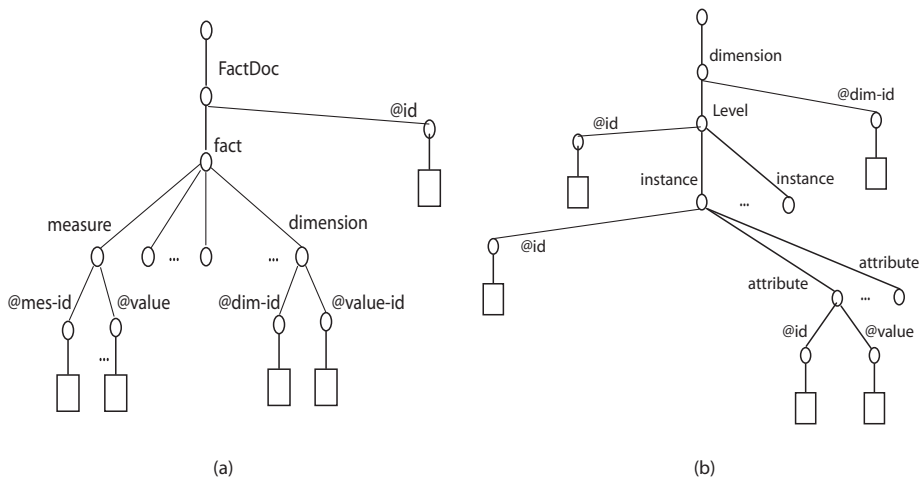 FactDoc
@id
fact
measure
dimension
...
...
@mes-id
@value
@dim-id
@value-id
...
(a)
dimension
@dim-id
Level
@id
instance
instance
...
@id
attribute
attribute
...
@id
@value
(b)